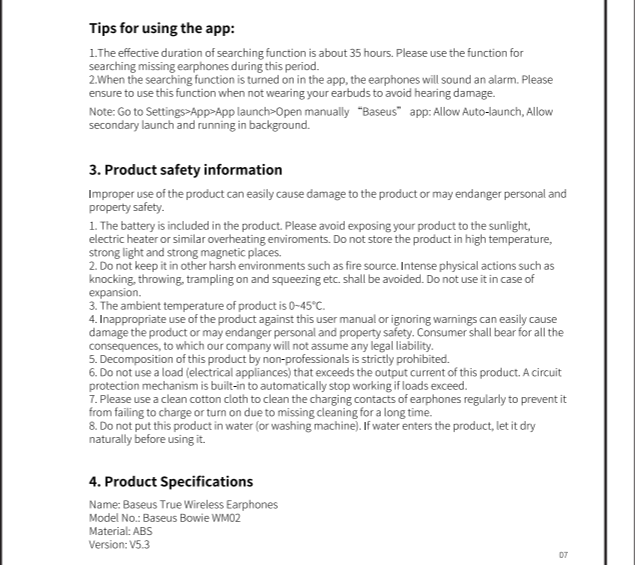 Tips for using the app:
1.The effective duration of searching function is about 35 hours. Please use the function for
searching missing earphones during this period.
2.When the searching function is turned on in the app, the earphones will sound an alarm. Please
ensure to use this function when not wearing your earbuds to avoid hearing damage.
Note: Go to Settings>App>App launch>Open manually “Baseus” app: Allow Auto-launch, Allow
secondary launch and running in background.
3. Product safety information
Improper use of the product can easily cause damage to the product or may endanger personal and
property safety.
1. The battery is included in the product. Please avoid exposing your product to the sunlight,
electric heater or similar overheating enviroments. Do not store the product in high temperature,
strong light and strong magnetic places.
2. Do not keep it in other harsh environments such as fire source. Intense physical actions such as
knocking, throwing, trampling on and squeezing etc. shall be avoided. Do not use it in case of
expansion.
3. The ambient temperature of product is 0~45°C.
4. Inappropriate use of the product against this user manual or ignoring warnings can easily cause
damage the product or may endanger personal and property safety. Consumer shall bear for all the
consequences, to which our company will not assume any legal liability.
5. Decomposition of this product by non-professionals is strictly prohibited.
6. Do not use a load (electrical appliances) that exceeds the output current of this product. A circuit
protection mechanism is built-in to automatically stop working if loads exceed.
7. Please use a clean cotton cloth to clean the charging contacts of earphones regularly to prevent it
from failing to charge or turn on due to missing cleaning for a long time.
8. Do not put this product in water (or washing machine). If water enters the product, let it dry
naturally before using it.
4. Product Specifications
Name: Baseus True Wireless Earphones
Model No.: Baseus Bowie WM02
Material: ABS
Version: V5.3
07